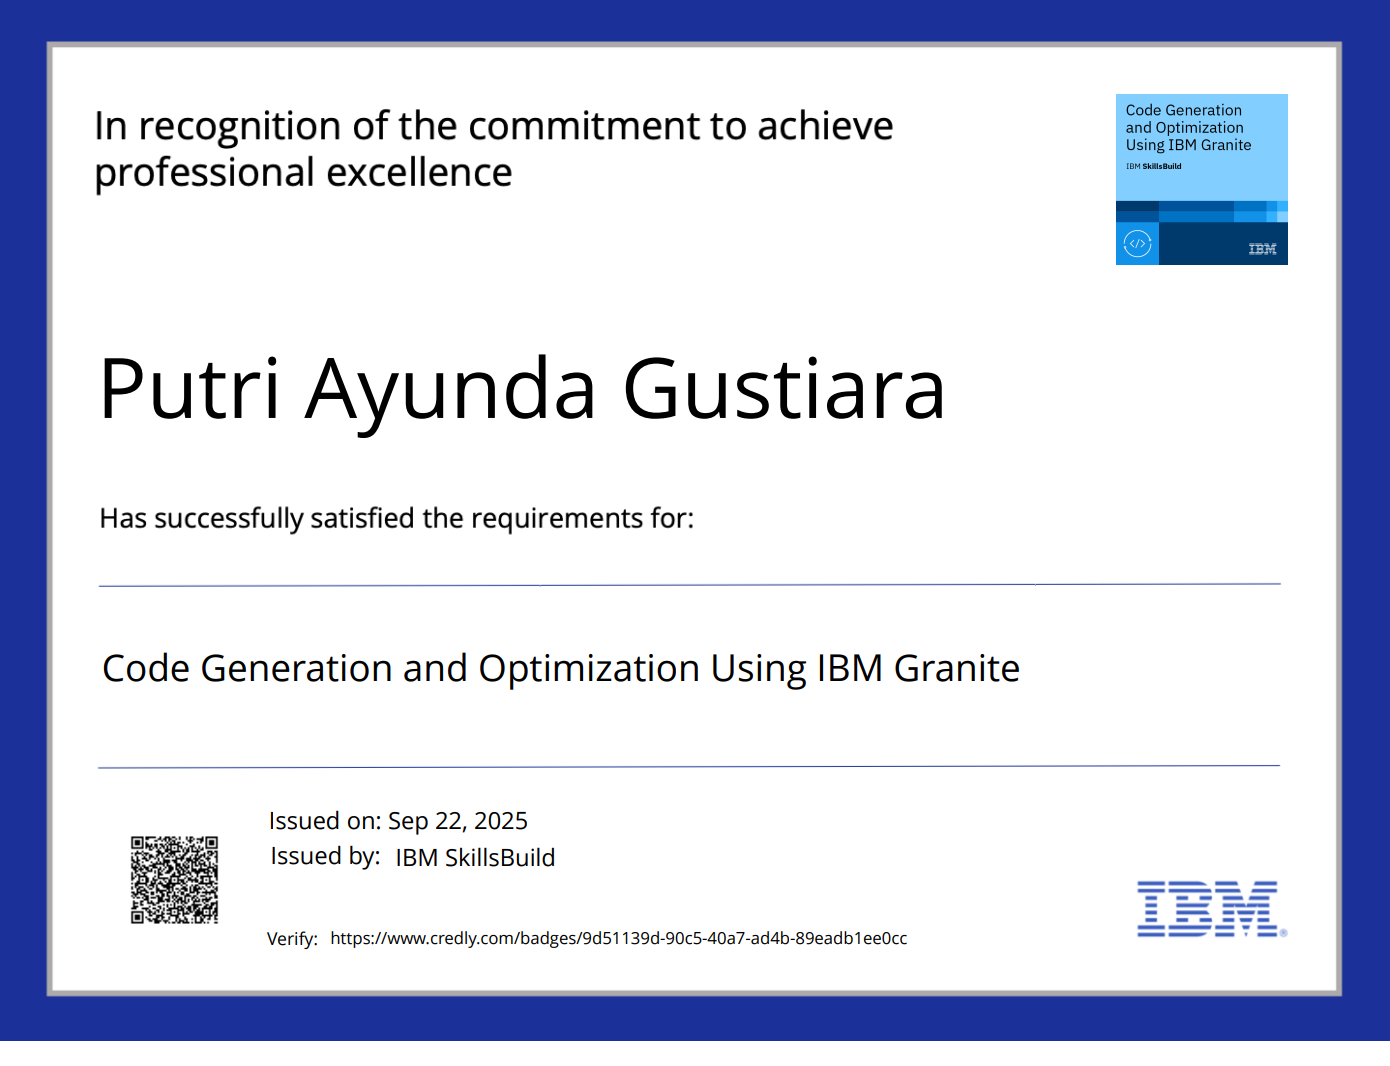 In recognition of the commitment to achieve
professional excellence
Code Generation
and Optimization
Using IBM Granite
IBM SkillsBuild
</>
IBM
Putri Ayunda Gustiara
Has successfully satisfied the requirements for:
Code Generation and Optimization Using IBM Granite
Issued on: Sep 22, 2025
Issued by: IBM SkillsBuild
Verify: https://www.credly.com/badges/9d51139d-90c5-40a7-ad4b-89eadb1ee0cc
IBM®